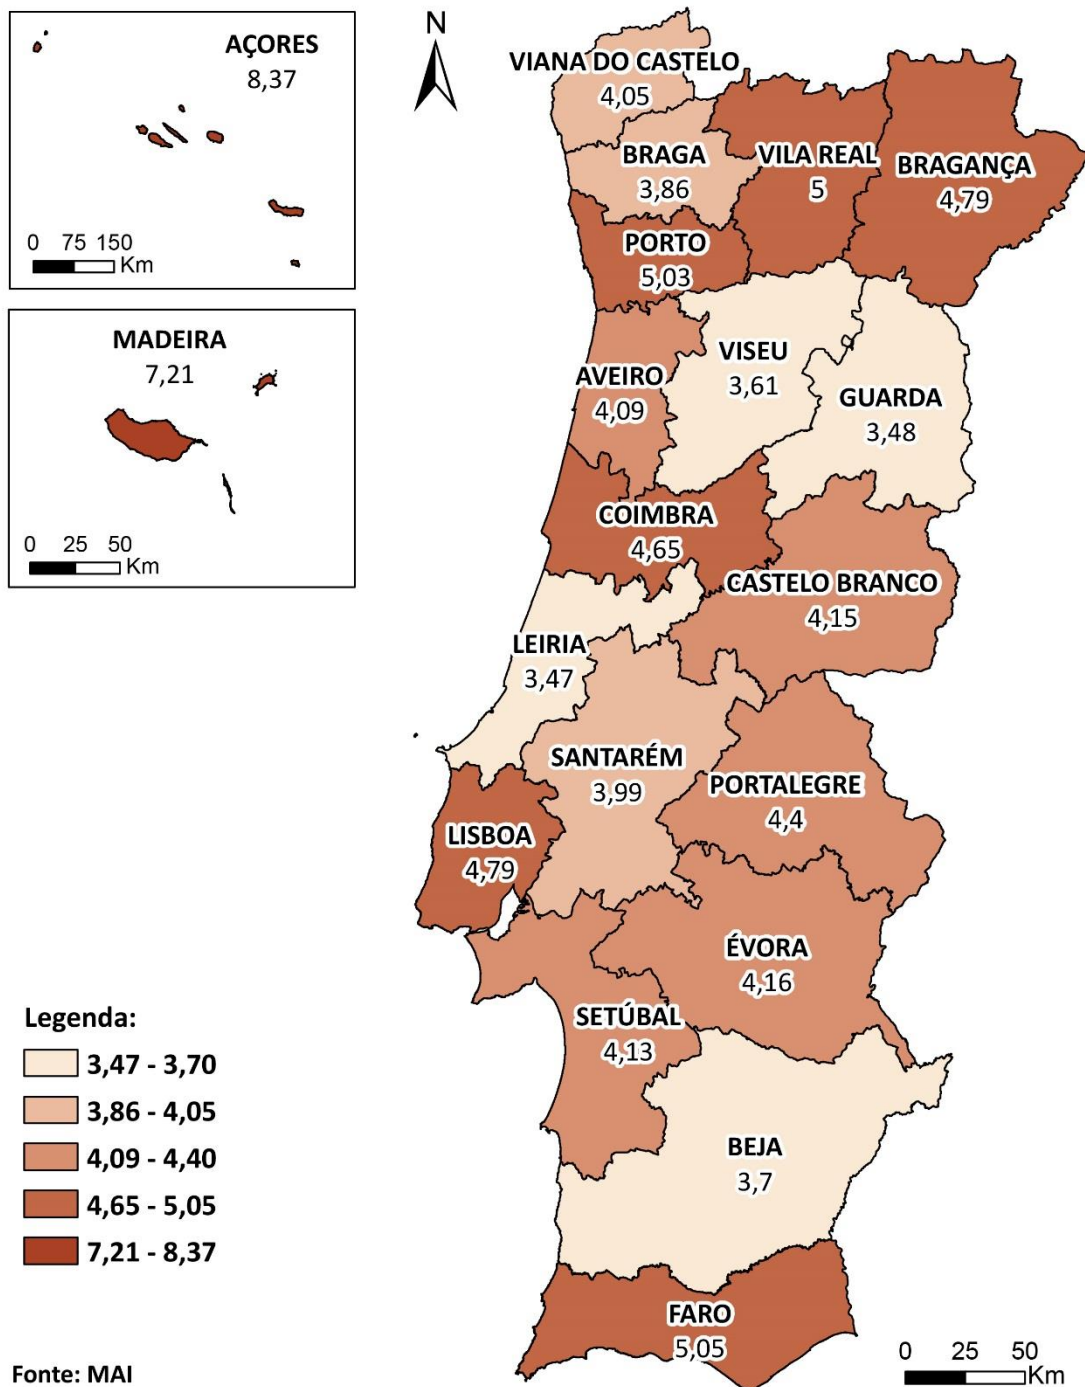 AÇORES
8,37
0 75 150
Km
MADEIRA
7,21
0 25 50
Km
N
VIANA DO CASTELO
4,05
BRAGA
3,86
VILA REAL
5
BRAGANÇA
4,79
PORTO
5,03
VISEU
3,61
AVEIRO
4,09
GUARDA
3,48
COIMBRA
4,65
CASTELO BRANCO
4,15
LEIRIA
3,47
SANTARÉM
3,99
PORTALEGRE
4,4
LISBOA
4,79
ÉVORA
4,16
SETÚBAL
4,13
BEJA
3,7
FARO
5,05
Legenda:
3,47 - 3,70
3,86 - 4,05
4,09 - 4,40
4,65 - 5,05
7,21 - 8,37
Fonte: MAI
0 25 50
Km